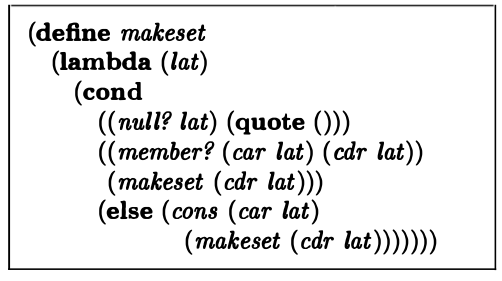 (define makeset
(lambda (lat)
(cond
((null? lat) (quote ()))
((member? (car lat) (cdr lat))
(makeset (cdr lat)))
(else (cons (car lat)
(makeset (cdr lat)))))))